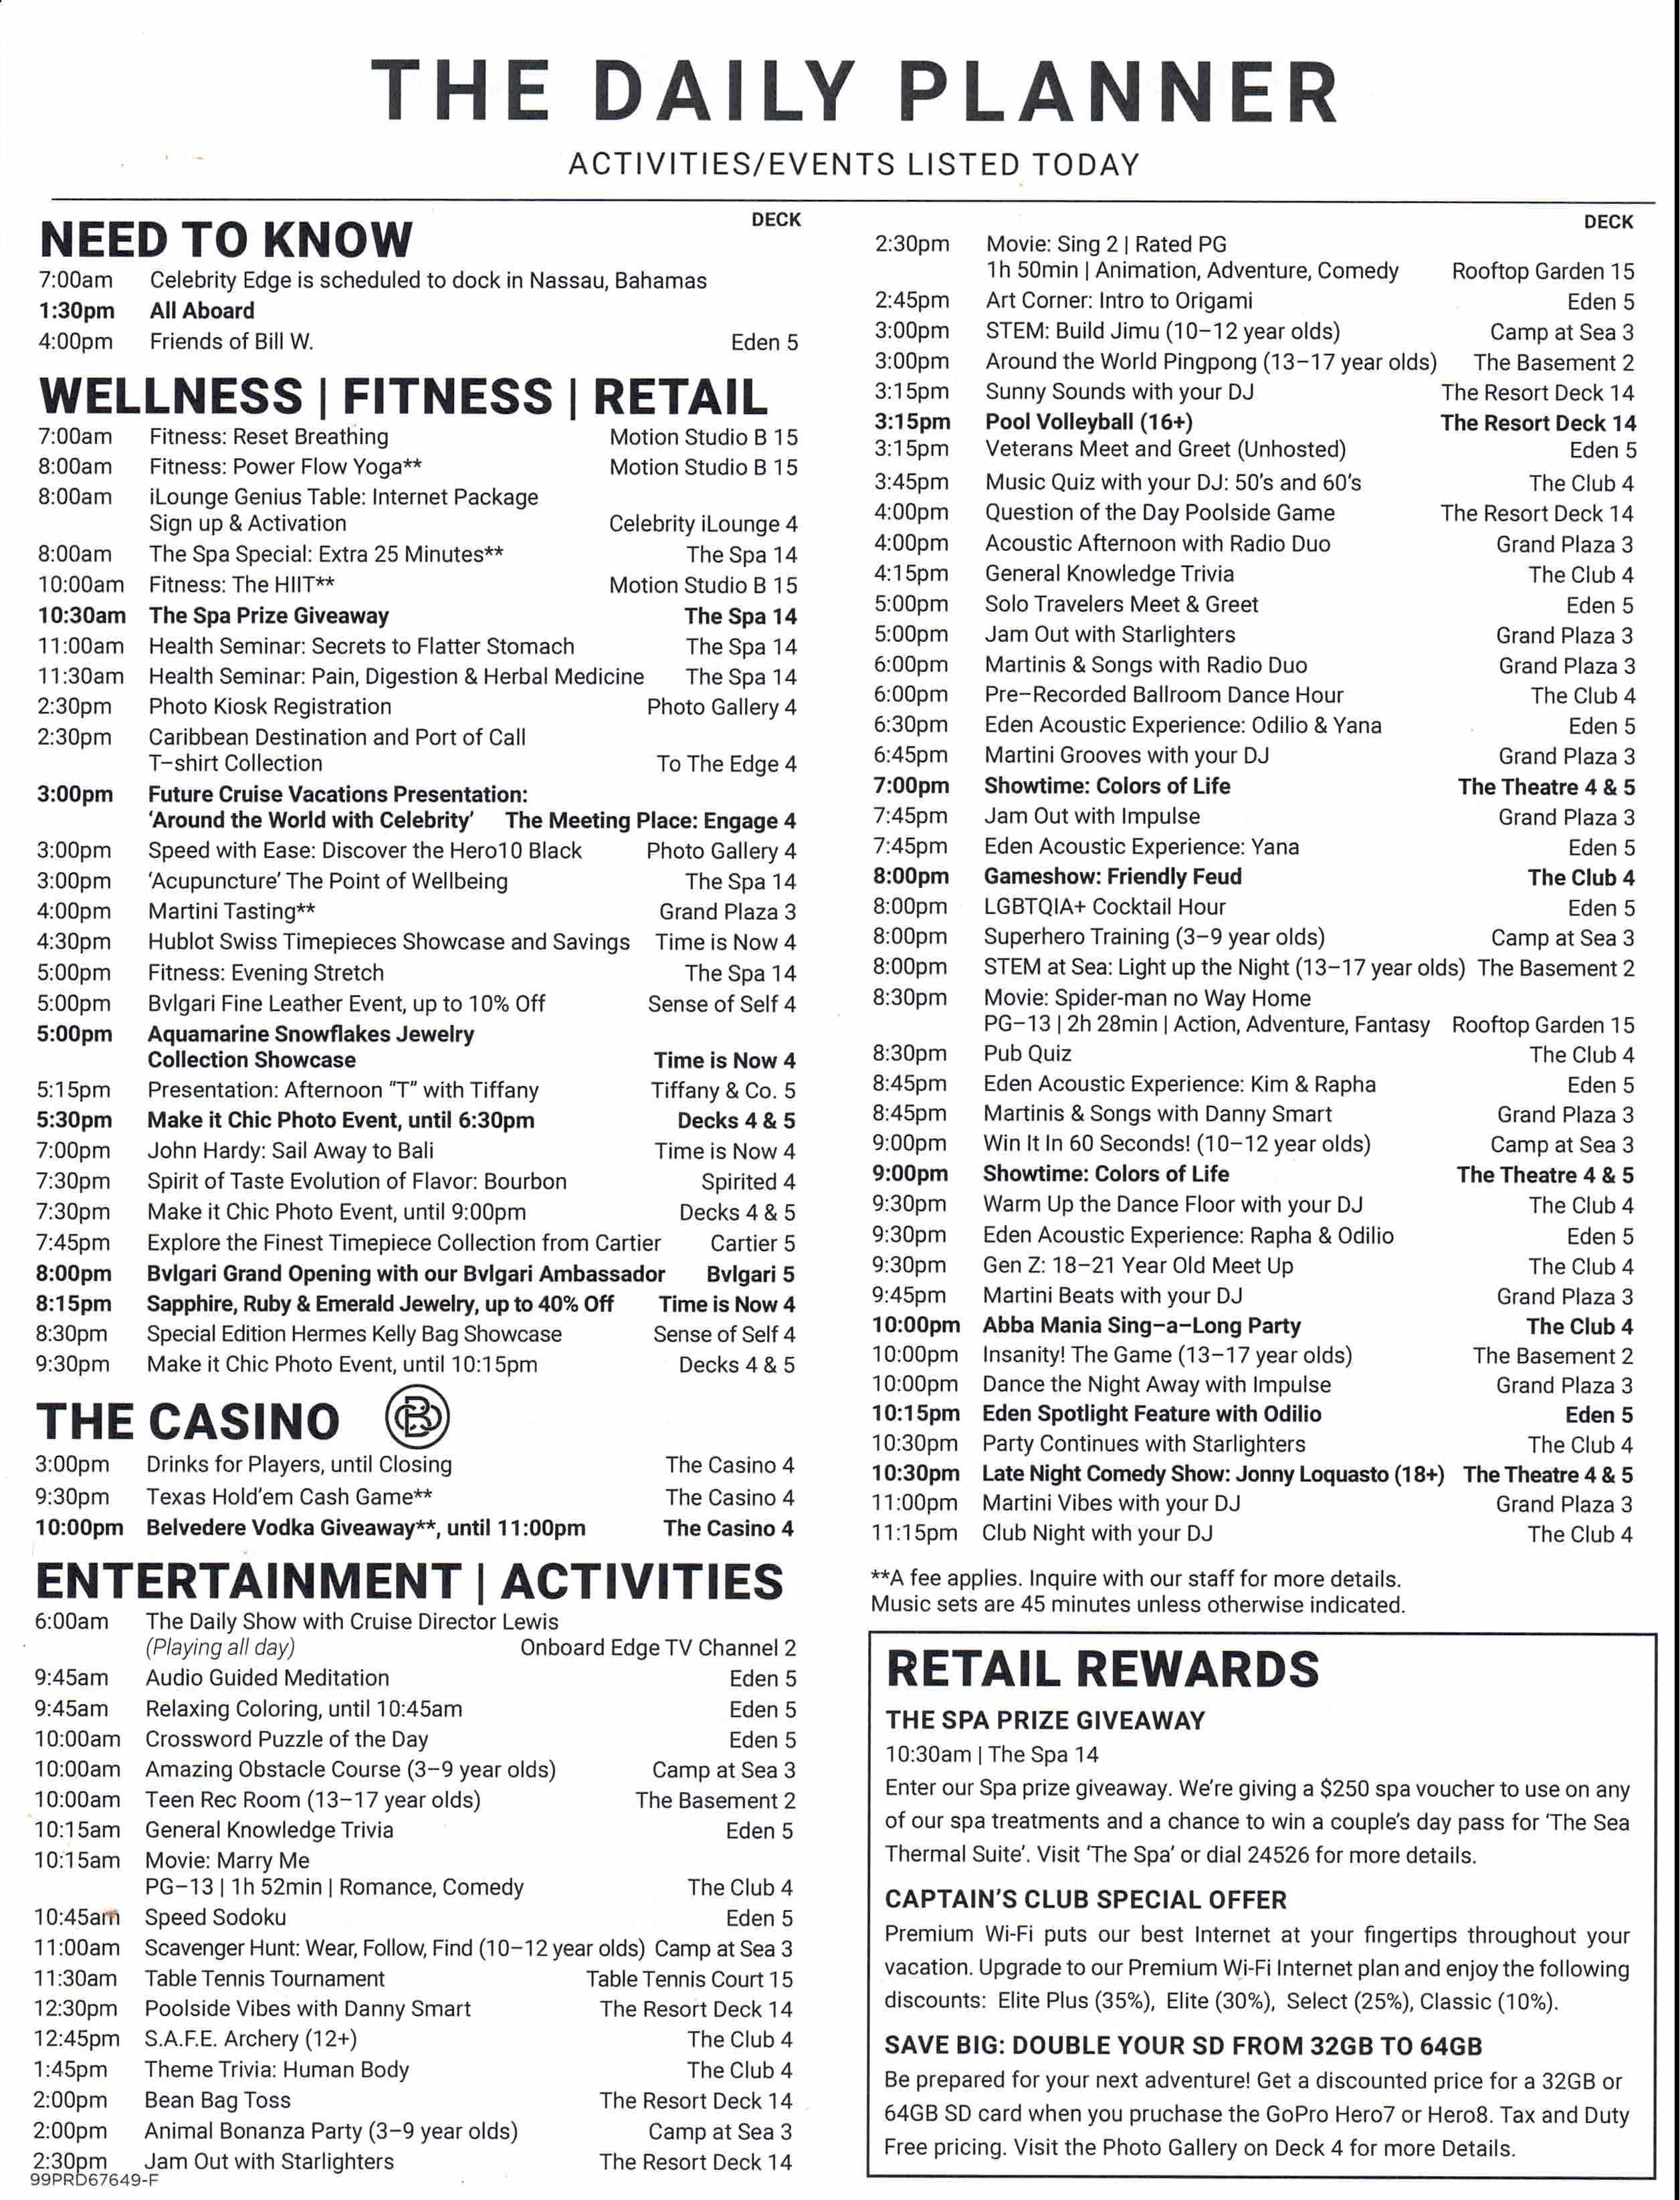 THE DAILY PLANNER
ACTIVITIES/EVENTS LISTED TODAY
NEED TO KNOW DECK
7:00am Celebrity Edge is scheduled to dock in Nassau, Bahamas
1:30pm All Aboard
4:00pm Friends of Bill W. Eden 5
WELLNESS | FITNESS | RETAIL
7:00am Fitness: Reset Breathing Motion Studio B 15
8:00am Fitness: Power Flow Yoga** Motion Studio B 15
8:00am iLounge Genius Table: Internet Package
Sign up & Activation Celebrity iLounge 4
8:00am The Spa Special: Extra 25 Minutes** The Spa 14
10:00am Fitness: The HIIT** Motion Studio B 15
10:30am The Spa Prize Giveaway The Spa 14
11:00am Health Seminar: Secrets to Flatter Stomach The Spa 14
11:30am Health Seminar: Pain, Digestion & Herbal Medicine The Spa 14
2:30pm Photo Kiosk Registration Photo Gallery 4
2:30pm Caribbean Destination and Port of Call
T-shirt Collection To The Edge 4
3:00pm Future Cruise Vacations Presentation:
'Around the World with Celebrity' The Meeting Place: Engage 4
3:00pm Speed with Ease: Discover the Hero10 Black Photo Gallery 4
3:00pm 'Acupuncture' The Point of Wellbeing The Spa 14
4:00pm Martini Tasting** Grand Plaza 3
4:30pm Hublot Swiss Timepieces Showcase and Savings Time is Now 4
5:00pm Fitness: Evening Stretch The Spa 14
5:00pm Bvlgari Fine Leather Event, up to 10% Off Sense of Self 4
5:00pm Aquamarine Snowflakes Jewelry
Collection Showcase Time is Now 4
5:15pm Presentation: Afternoon "T" with Tiffany Tiffany & Co. 5
5:30pm Make it Chic Photo Event, until 6:30pm Decks 4 & 5
7:00pm John Hardy: Sail Away to Bali Time is Now 4
7:30pm Spirit of Taste Evolution of Flavor: Bourbon Spirited 4
7:30pm Make it Chic Photo Event, until 9:00pm Decks 4 & 5
7:45pm Explore the Finest Timepiece Collection from Cartier Cartier 5
8:00pm Bvlgari Grand Opening with our Bvlgari Ambassador Bvlgari 5
8:15pm Sapphire, Ruby & Emerald Jewelry, up to 40% Off Time is Now 4
8:30pm Special Edition Hermes Kelly Bag Showcase Sense of Self 4
9:30pm Make it Chic Photo Event, until 10:15pm Decks 4 & 5
THE CASINO
3:00pm Drinks for Players, until Closing The Casino 4
9:30pm Texas Hold'em Cash Game** The Casino 4
10:00pm Belvedere Vodka Giveaway**, until 11:00pm The Casino 4
ENTERTAINMENT | ACTIVITIES
6:00am The Daily Show with Cruise Director Lewis
(Playing all day) Onboard Edge TV Channel 2
9:45am Audio Guided Meditation Eden 5
9:45am Relaxing Coloring, until 10:45am Eden 5
10:00am Crossword Puzzle of the Day Eden 5
10:00am Amazing Obstacle Course (3-9 year olds) Camp at Sea 3
10:00am Teen Rec Room (13-17 year olds) The Basement 2
10:15am General Knowledge Trivia Eden 5
10:15am Movie: Marry Me
PG-13 | 1h 52min | Romance, Comedy The Club 4
10:45am Speed Sodoku Eden 5
11:00am Scavenger Hunt: Wear, Follow, Find (10-12 year olds) Camp at Sea 3
11:30am Table Tennis Tournament Table Tennis Court 15
12:30pm Poolside Vibes with Danny Smart The Resort Deck 14
12:45pm S.A.F.E. Archery (12+) The Club 4
1:45pm Theme Trivia: Human Body The Club 4
2:00pm Bean Bag Toss The Resort Deck 14
2:00pm Animal Bonanza Party (3-9 year olds) Camp at Sea 3
2:30pm Jam Out with Starlighters The Resort Deck 14
99PRD67649-F
DECK
2:30pm Movie: Sing 2 | Rated PG
1h 50min | Animation, Adventure, Comedy Rooftop Garden 15
2:45pm Art Corner: Intro to Origami Eden 5
3:00pm STEM: Build Jimu (10-12 year olds) Camp at Sea 3
3:00pm Around the World Pingpong (13-17 year olds) The Basement 2
3:15pm Sunny Sounds with your DJ The Resort Deck 14
3:15pm Pool Volleyball (16+) The Resort Deck 14
3:15pm Veterans Meet and Greet (Unhosted) Eden 5
3:45pm Music Quiz with your DJ: 50's and 60's The Club 4
4:00pm Question of the Day Poolside Game The Resort Deck 14
4:00pm Acoustic Afternoon with Radio Duo Grand Plaza 3
4:15pm General Knowledge Trivia The Club 4
5:00pm Solo Travelers Meet & Greet Eden 5
5:00pm Jam Out with Starlighters Grand Plaza 3
6:00pm Martinis & Songs with Radio Duo Grand Plaza 3
6:00pm Pre-Recorded Ballroom Dance Hour The Club 4
6:30pm Eden Acoustic Experience: Odilio & Yana Eden 5
6:45pm Martini Grooves with your DJ Grand Plaza 3
7:00pm Showtime: Colors of Life The Theatre 4 & 5
7:45pm Jam Out with Impulse Grand Plaza 3
7:45pm Eden Acoustic Experience: Yana Eden 5
8:00pm Gameshow: Friendly Feud The Club 4
8:00pm LGBTQIA+ Cocktail Hour Eden 5
8:00pm Superhero Training (3-9 year olds) Camp at Sea 3
8:00pm STEM at Sea: Light up the Night (13-17 year olds) The Basement 2
8:30pm Movie: Spider-man no Way Home
PG-13 | 2h 28min | Action, Adventure, Fantasy Rooftop Garden 15
8:30pm Pub Quiz The Club 4
8:45pm Eden Acoustic Experience: Kim & Rapha Eden 5
8:45pm Martinis & Songs with Danny Smart Grand Plaza 3
9:00pm Win It In 60 Seconds! (10-12 year olds) Camp at Sea 3
9:00pm Showtime: Colors of Life The Theatre 4 & 5
9:30pm Warm Up the Dance Floor with your DJ The Club 4
9:30pm Eden Acoustic Experience: Rapha & Odilio Eden 5
9:30pm Gen Z: 18-21 Year Old Meet Up The Club 4
9:45pm Martini Beats with your DJ Grand Plaza 3
10:00pm Abba Mania Sing-a-Long Party The Club 4
10:00pm Insanity! The Game (13-17 year olds) The Basement 2
10:00pm Dance the Night Away with Impulse Grand Plaza 3
10:15pm Eden Spotlight Feature with Odilio Eden 5
10:30pm Party Continues with Starlighters The Club 4
10:30pm Late Night Comedy Show: Jonny Loquasto (18+) The Theatre 4 & 5
11:00pm Martini Vibes with your DJ Grand Plaza 3
11:15pm Club Night with your DJ The Club 4
**A fee applies. Inquire with our staff for more details.
Music sets are 45 minutes unless otherwise indicated.
RETAIL REWARDS
THE SPA PRIZE GIVEAWAY
10:30am | The Spa 14
Enter our Spa prize giveaway. We're giving a $250 spa voucher to use on any
of our spa treatments and a chance to win a couple's day pass for 'The Sea
Thermal Suite'. Visit 'The Spa' or dial 24526 for more details.
CAPTAIN'S CLUB SPECIAL OFFER
Premium Wi-Fi puts our best Internet at your fingertips throughout your
vacation. Upgrade to our Premium Wi-Fi Internet plan and enjoy the following
discounts: Elite Plus (35%), Elite (30%), Select (25%), Classic (10%).
SAVE BIG: DOUBLE YOUR SD FROM 32GB TO 64GB
Be prepared for your next adventure! Get a discounted price for a 32GB or
64GB SD card when you pruchase the GoPro Hero7 or Hero8. Tax and Duty
Free pricing. Visit the Photo Gallery on Deck 4 for more Details.